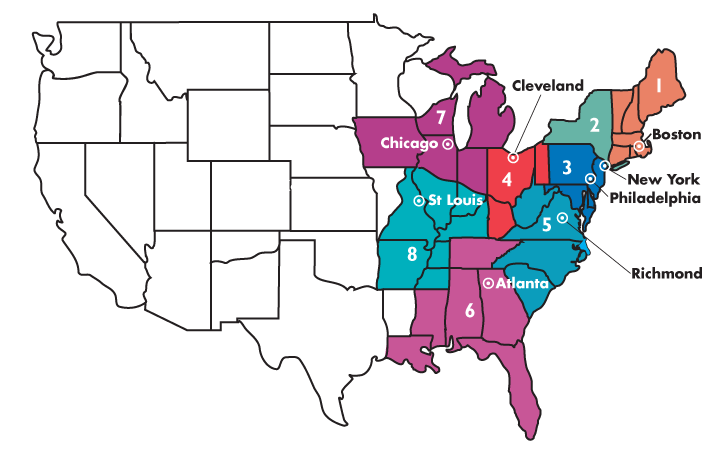 Cleveland
1
7
2
Boston
Chicago
3
4
New York
St Louis
Philadelphia
5
8
Richmond
Atlanta
6